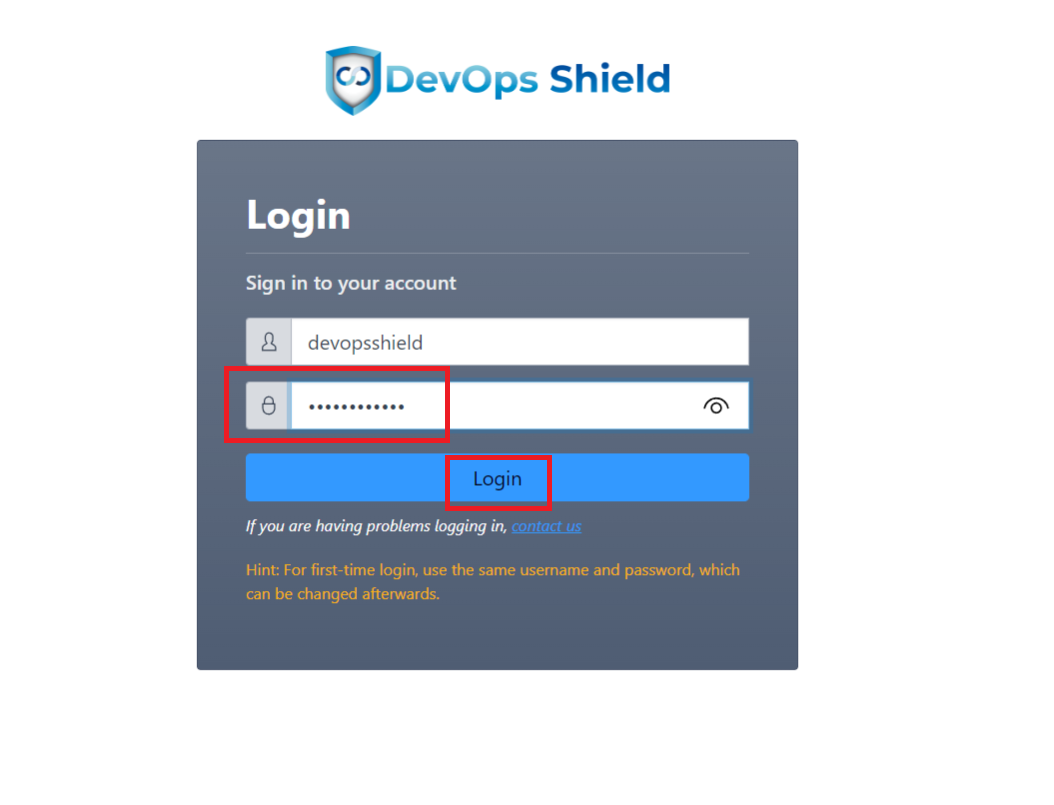 DevOps Shield
Login
Sign in to your account
devopsshield
••••••••••••
Login
If you are having problems logging in, contact us
Hint: For first-time login, use the same username and password, which
can be changed afterwards.